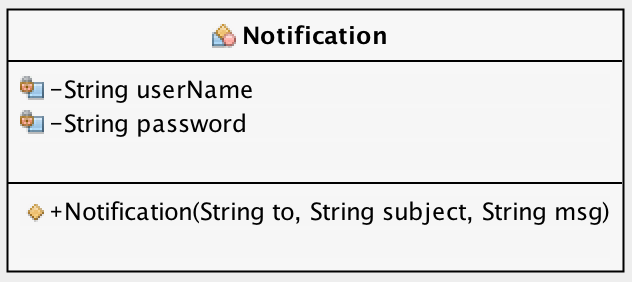 Notification
-String userName
-String password
+Notification(String to, String subject, String msg)